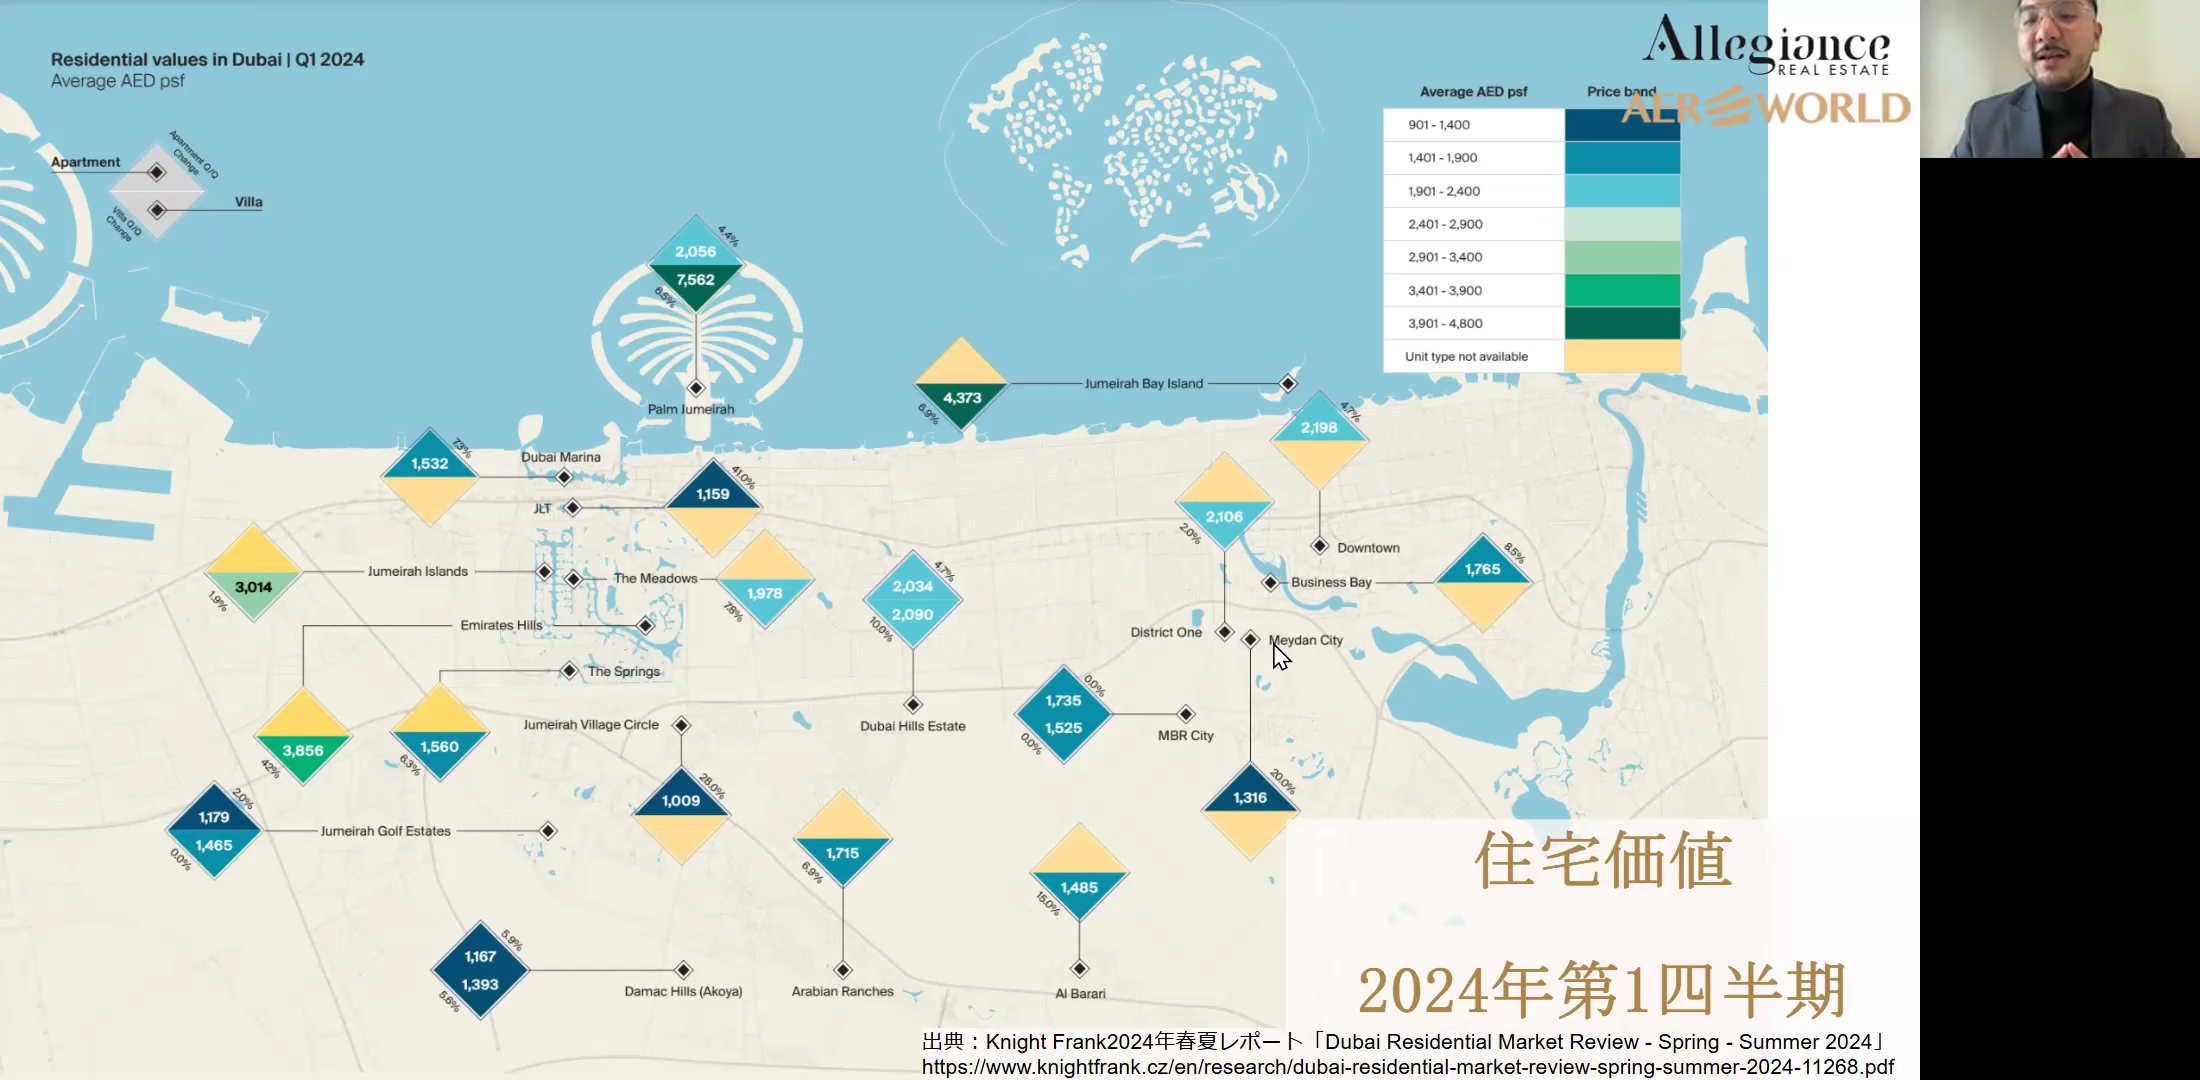 Residential values in Dubai | Q1 2024
Average AED psf
Apartment
Apartment Q/Q Change
Villa
Villa Q/Q Change
Allegiance
REAL ESTATE
AEROWORLD
Average AED psf Price band
901 - 1,400
1,401 - 1,900
1,901 - 2,400
2,401 - 2,900
2,901 - 3,400
3,401 - 3,900
3,901 - 4,800
Unit type not available
2,056
4.4%
7,562
6.5%
Palm Jumeirah
4,373
6.9%
Jumeirah Bay Island
2,198
4.7%
Downtown
1,532
7.3%
Dubai Marina
JLT
1,159
41.0%
2,106
2.0%
District One
Jumeirah Islands
3,014
1.9%
The Meadows
1,978
7.8%
2,034
4.7%
2,090
10.0%
Dubai Hills Estate
Business Bay
1,765
8.5%
Emirates Hills
3,856
42%
The Springs
1,560
6.3%
Meydan City
1,316
20.0%
1,735
0.0%
1,525
0.0%
MBR City
Jumeirah Village Circle
1,009
28.0%
1,179
2.0%
1,465
0.0%
Jumeirah Golf Estates
1,715
6.9%
Arabian Ranches
1,485
15.0%
Al Barari
1,167
5.9%
1,393
5.6%
Damac Hills (Akoya)
住宅価値
2024年第1四半期
出典：Knight Frank2024年春夏レポート「Dubai Residential Market Review - Spring - Summer 2024」
https://www.knightfrank.cz/en/research/dubai-residential-market-review-spring-summer-2024-11268.pdf